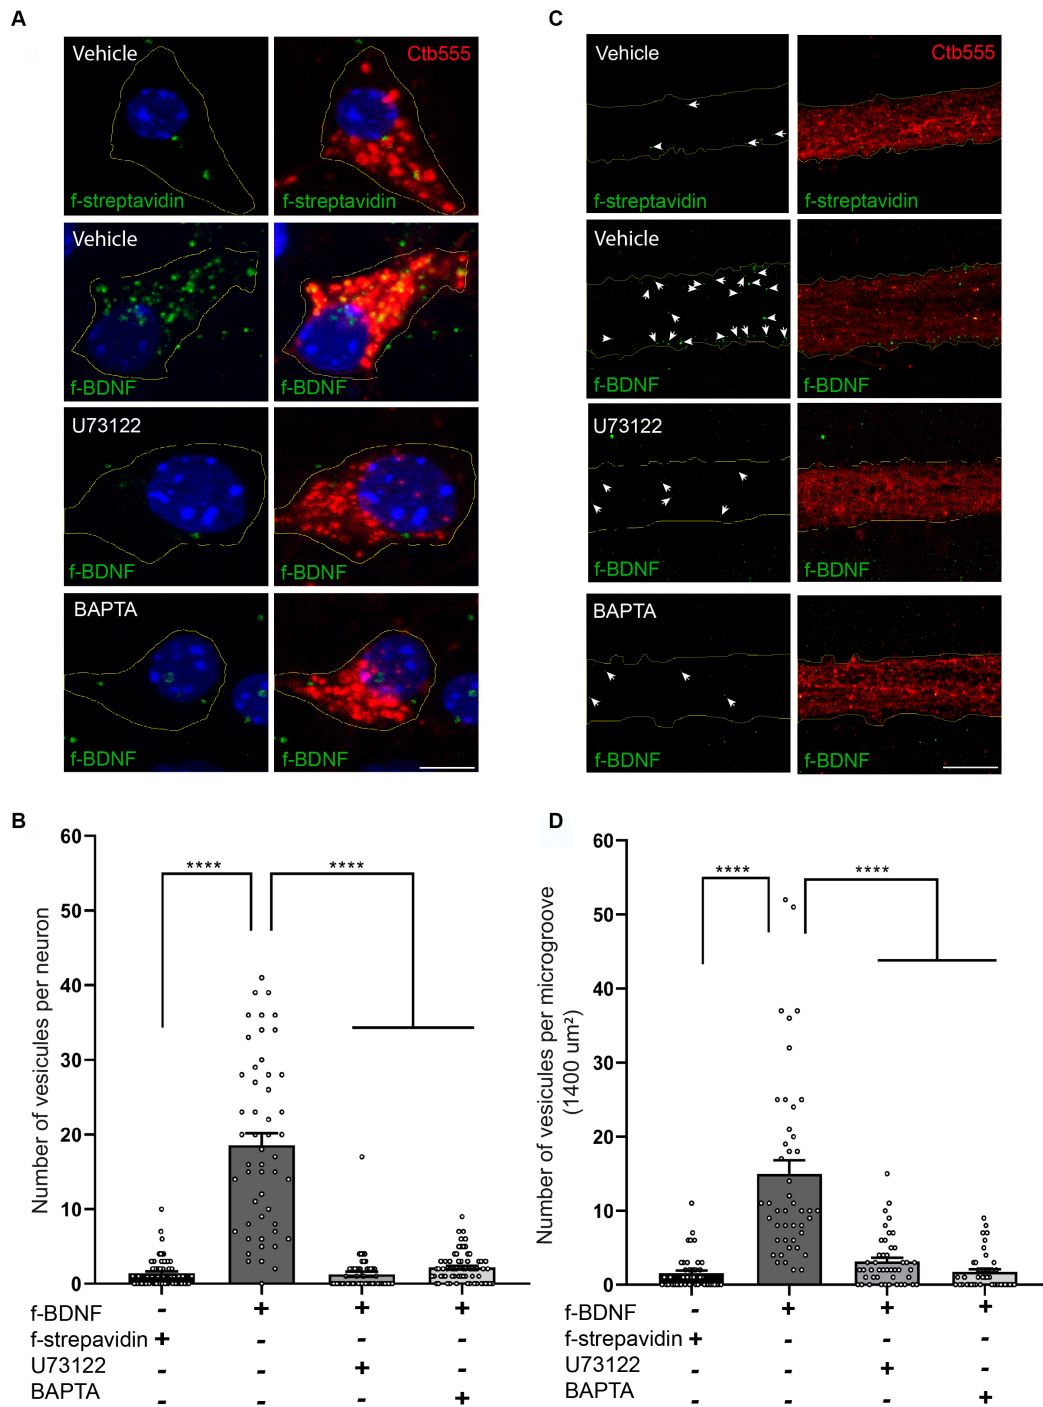 A
Vehicle
Ctb555
f-streptavidin
f-streptavidin
Vehicle
f-BDNF
f-BDNF
U73122
f-BDNF
f-BDNF
BAPTA
f-BDNF
f-BDNF
C
Vehicle
Ctb555
f-streptavidin
f-streptavidin
Vehicle
f-BDNF
f-BDNF
U73122
f-BDNF
f-BDNF
BAPTA
f-BDNF
f-BDNF
B
Number of vesicules per neuron
60
50
40
30
20
10
0
****
****
f-BDNF - + + +
f-strepavidin + - - -
U73122 - - + -
BAPTA - - - +
D
Number of vesicules per microgroove
(1400 um²)
60
50
40
30
20
10
0
****
****
f-BDNF - + + +
f-streptavidin + - - -
U73122 - - + -
BAPTA - - - +